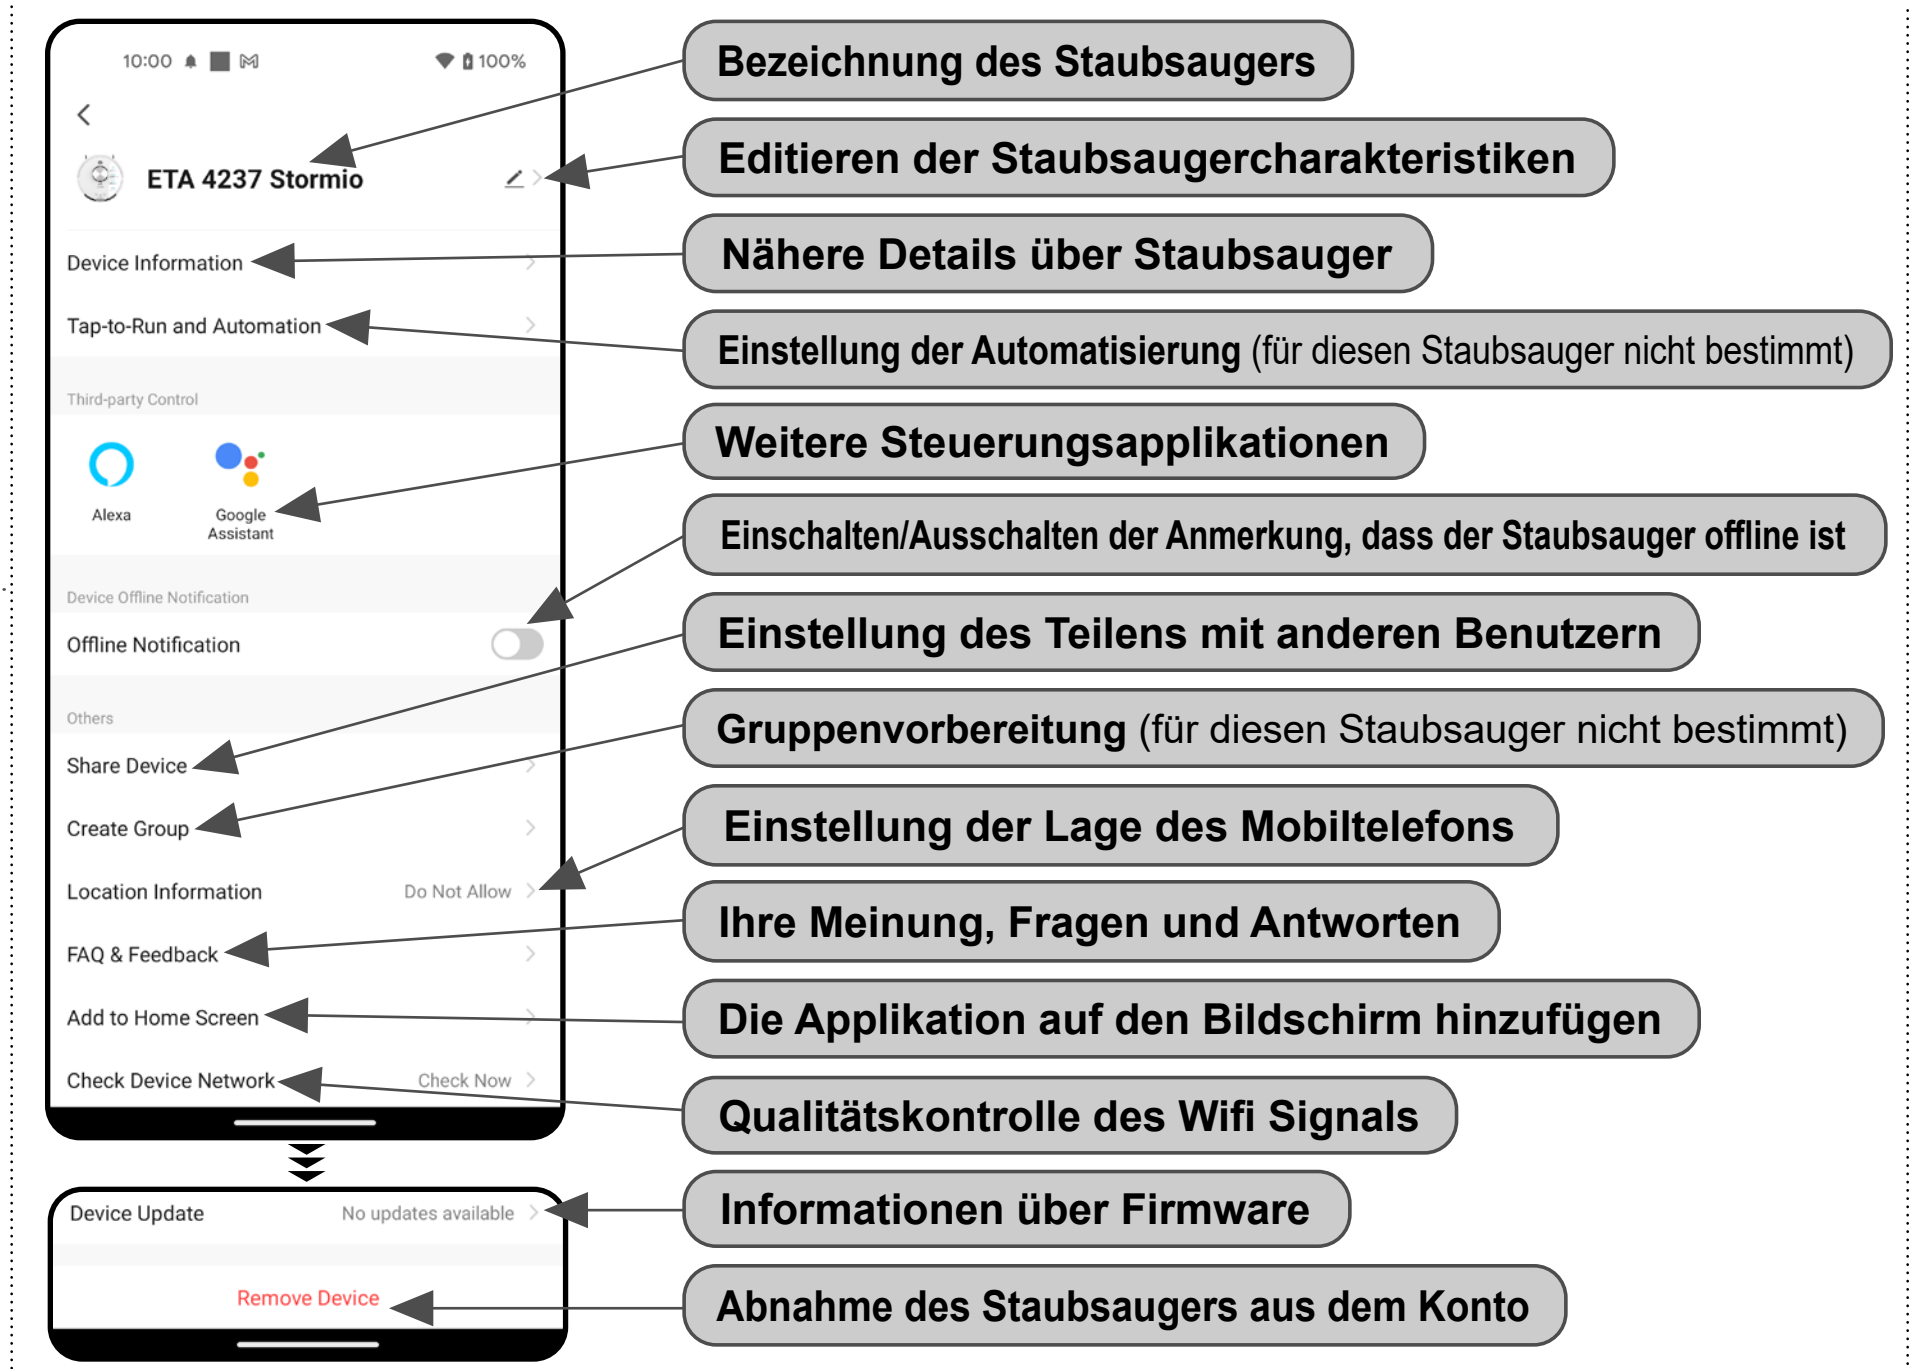 10:00
100%
Bezeichnung des Staubsaugers
ETA 4237 Stormio
Editieren der Staubsaugercharakteristiken
Device Information
Nähere Details über Staubsauger
Tap-to-Run and Automation
Einstellung der Automatisierung (für diesen Staubsauger nicht bestimmt)
Third-party Control
Weitere Steuerungsapplikationen
Alexa
Google
Assistant
Einschalten/Ausschalten der Anmerkung, dass der Staubsauger offline ist
Device Offline Notification
Offline Notification
Einstellung des Teilens mit anderen Benutzern
Others
Gruppenvorbereitung (für diesen Staubsauger nicht bestimmt)
Share Device
Create Group
Einstellung der Lage des Mobiltelefons
Location Information
Do Not Allow
Ihre Meinung, Fragen und Antworten
FAQ & Feedback
Add to Home Screen
Die Applikation auf den Bildschirm hinzufügen
Check Device Network
Check Now
Qualitätskontrolle des Wifi Signals
Device Update
No updates available
Informationen über Firmware
Remove Device
Abnahme des Staubsaugers aus dem Konto